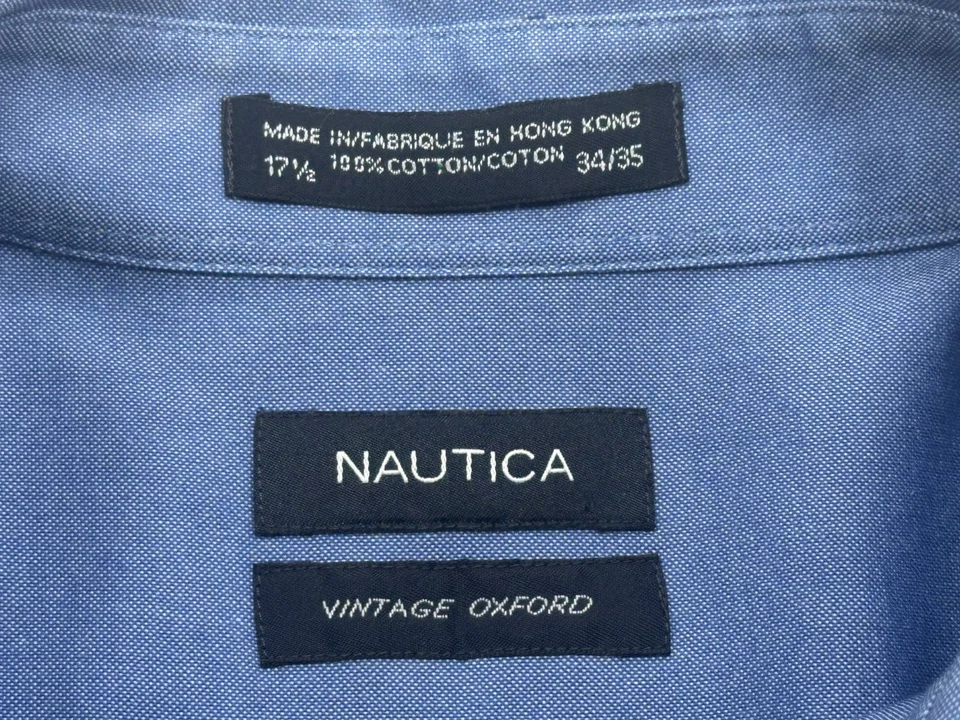 MADE IN/FABRIQUE EN HONG KONG
17½ 100% COTTON/COTON 34/35
NAUTICA
VINTAGE OXFORD